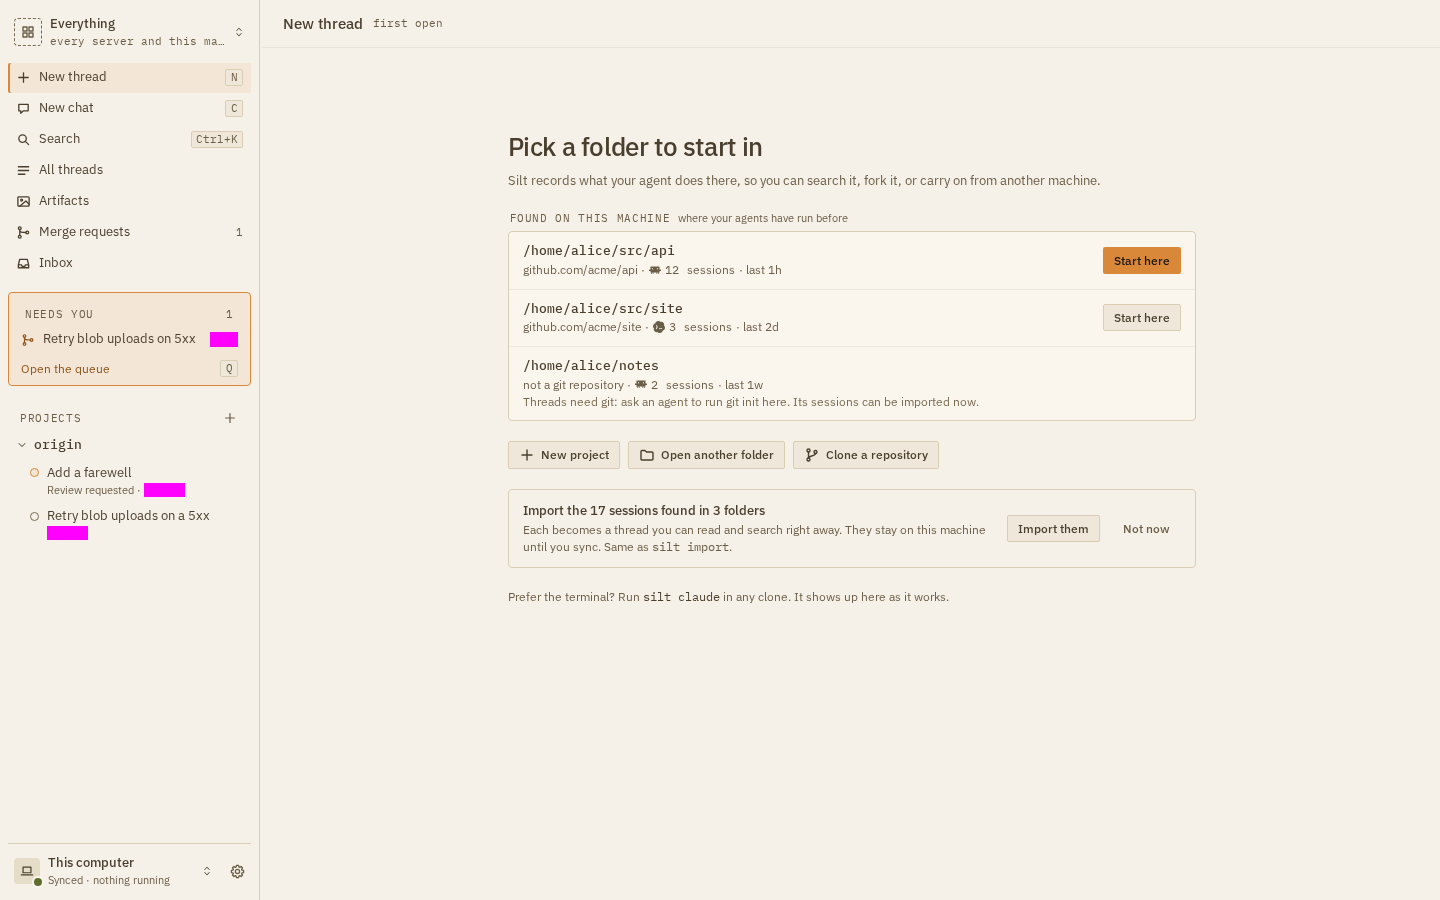 Everything
every server and this ma…
New thread N
New chat C
Search Ctrl+K
All threads
Artifacts
Merge requests 1
Inbox
NEEDS YOU 1
Retry blob uploads on 5xx
Open the queue Q
PROJECTS
origin
Add a farewell
Review requested ·
Retry blob uploads on a 5xx
This computer
Synced · nothing running
New thread first open
Pick a folder to start in
Silt records what your agent does there, so you can search it, fork it, or carry on from another machine.
FOUND ON THIS MACHINE where your agents have run before
/home/alice/src/api
github.com/acme/api · 12 sessions · last 1h
Start here
/home/alice/src/site
github.com/acme/site · 3 sessions · last 2d
Start here
/home/alice/notes
not a git repository · 2 sessions · last 1w
Threads need git: ask an agent to run git init here. Its sessions can be imported now.
New project Open another folder Clone a repository
Import the 17 sessions found in 3 folders
Each becomes a thread you can read and search right away. They stay on this machine
until you sync. Same as silt import.
Import them Not now
Prefer the terminal? Run silt claude in any clone. It shows up here as it works.